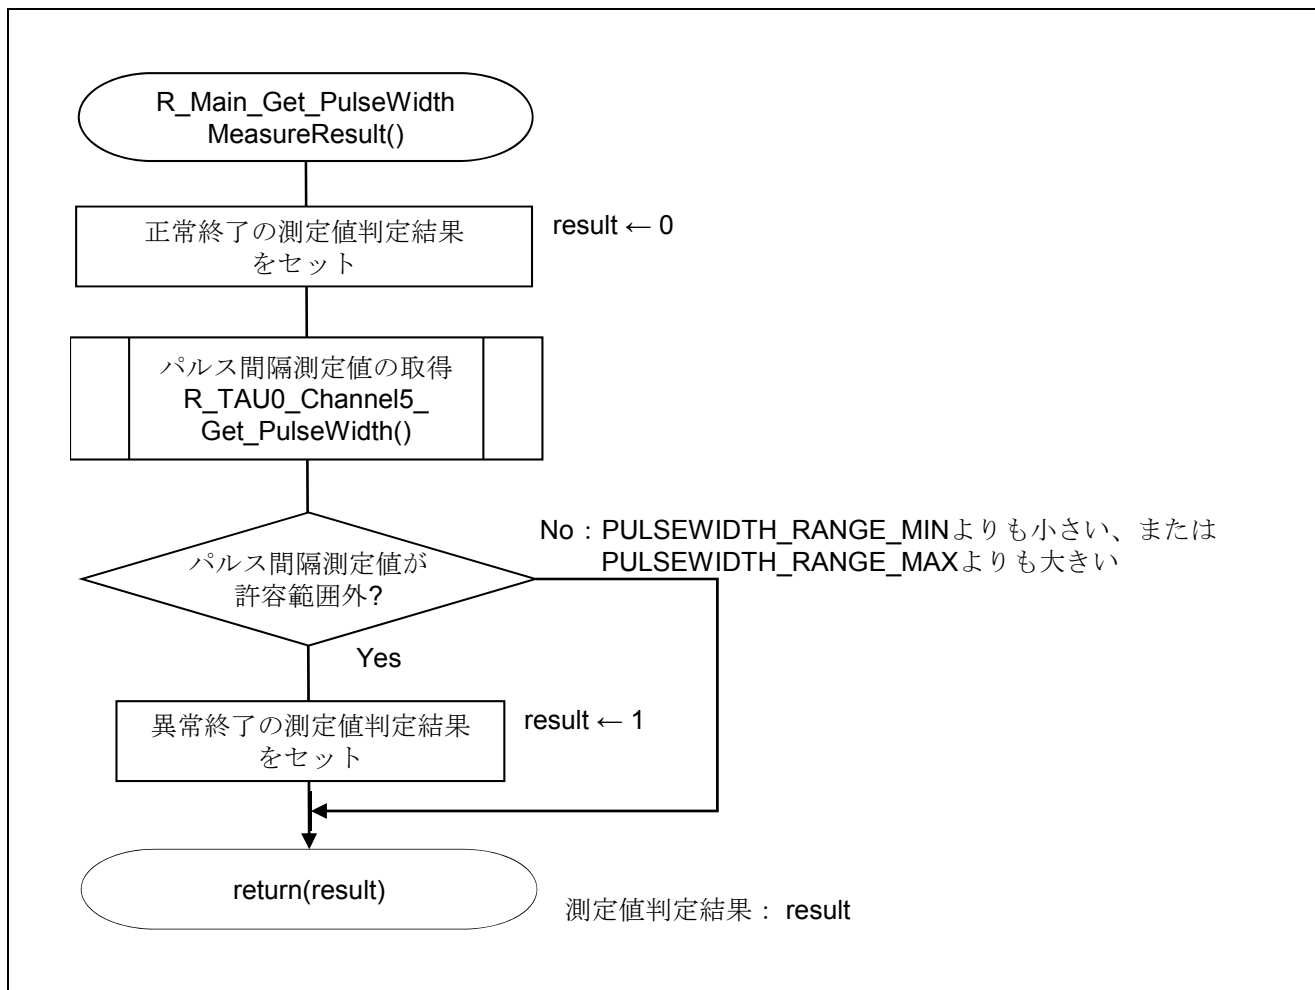 R_Main_Get_PulseWidth
MeasureResult()
正常終了の測定値判定結果
をセット
result ← 0
パルス間隔測定値の取得
R_TAU0_Channel5_
Get_PulseWidth()
No：PULSEWIDTH_RANGE_MINよりも小さい、または
PULSEWIDTH_RANGE_MAXよりも大きい
パルス間隔測定値が
許容範囲外?
Yes
異常終了の測定値判定結果
をセット
result ← 1
return(result)
測定値判定結果： result